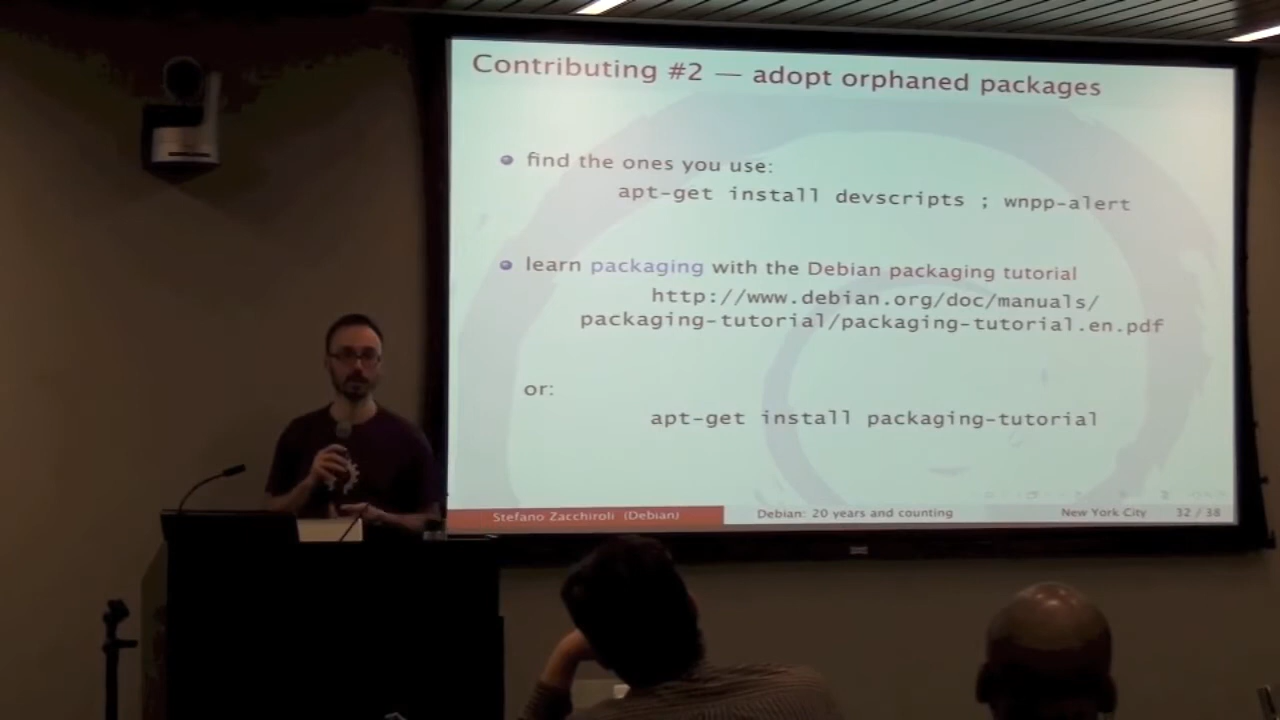 Contributing #2 — adopt orphaned packages
find the ones you use:
apt-get install devscripts ; wnpp-alert
learn packaging with the Debian packaging tutorial
http://www.debian.org/doc/manuals/
packaging-tutorial/packaging-tutorial.en.pdf
or:
apt-get install packaging-tutorial
Stefano Zacchiroli (Debian) Debian: 20 years and counting New York City 32 / 38